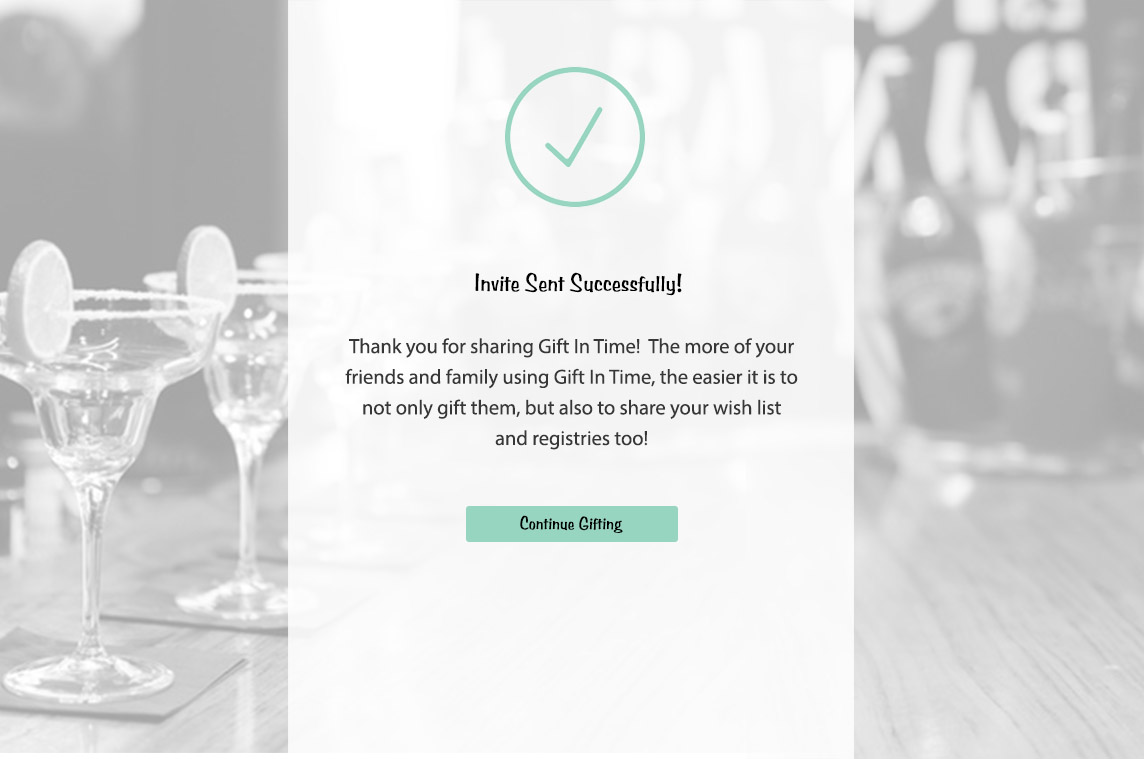 Invite Sent Successfully!
Thank you for sharing Gift In Time!  The more of your
friends and family using Gift In Time, the easier it is to
not only gift them, but also to share your wish list
and registries too!
Continue Gifting